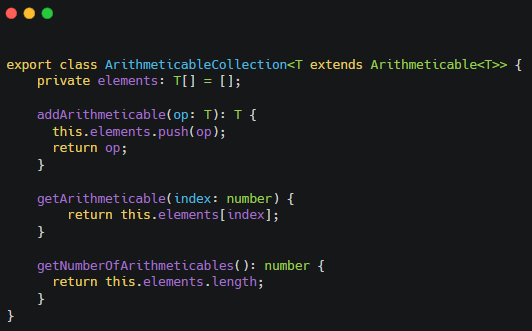 export class ArithmeticableCollection<T extends Arithmeticable<T>> {
    private elements: T[] = [];

    addArithmeticable(op: T): T {
      this.elements.push(op);
      return op;
    }

    getArithmeticable(index: number) {
        return this.elements[index];
    }

    getNumberOfArithmeticables(): number {
      return this.elements.length;
    }
}